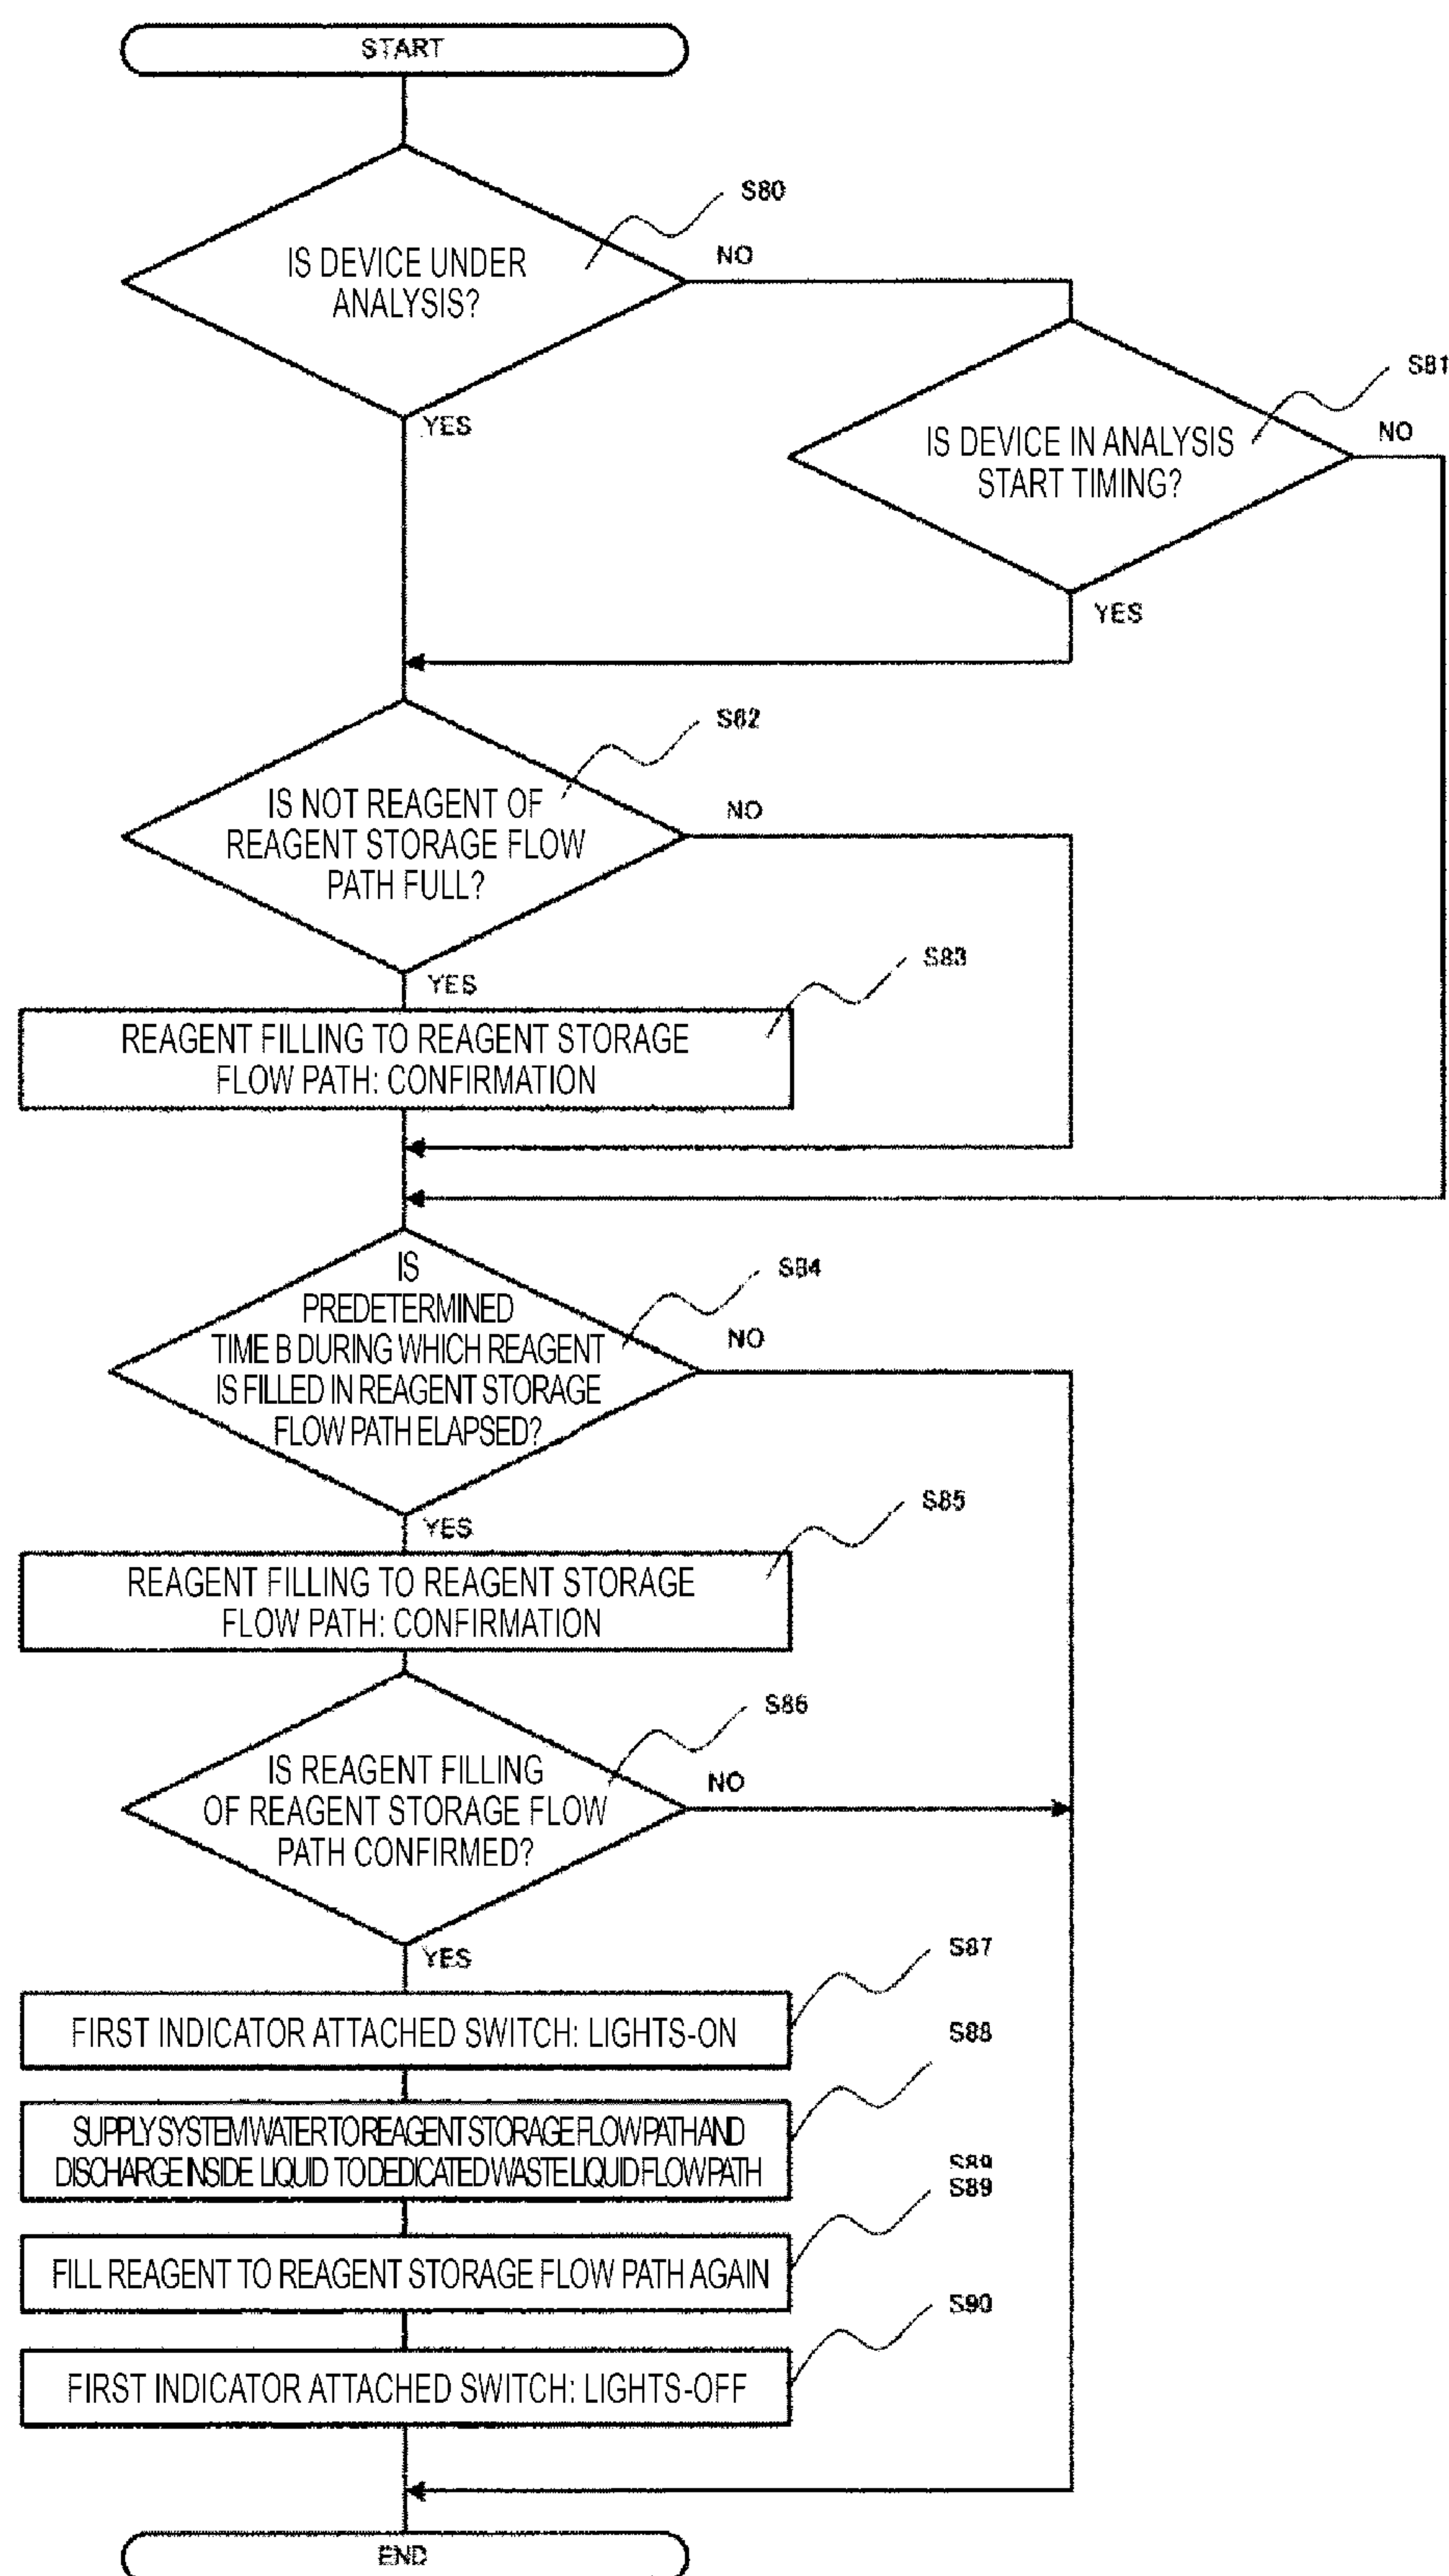 START
S80
IS DEVICE UNDER
ANALYSIS?
NO
YES
S81
IS DEVICE IN ANALYSIS
START TIMING?
NO
YES
S82
IS NOT REAGENT OF
REAGENT STORAGE FLOW
PATH FULL?
NO
YES
S83
REAGENT FILLING TO REAGENT STORAGE
FLOW PATH: CONFIRMATION
S84
IS
PREDETERMINED
TIME B DURING WHICH REAGENT
IS FILLED IN REAGENT STORAGE
FLOW PATH ELAPSED?
NO
YES
S85
REAGENT FILLING TO REAGENT STORAGE
FLOW PATH: CONFIRMATION
S86
IS REAGENT FILLING
OF REAGENT STORAGE FLOW
PATH CONFIRMED?
NO
YES
S87
FIRST INDICATOR ATTACHED SWITCH: LIGHTS-ON
S88
SUPPLY SYSTEM WATER TO REAGENT STORAGE FLOW PATH AND
DISCHARGE INSIDE LIQUID TO DEDICATED WASTE LIQUID FLOW PATH
S89
S89
FILL REAGENT TO REAGENT STORAGE FLOW PATH AGAIN
S90
FIRST INDICATOR ATTACHED SWITCH: LIGHTS-OFF
END